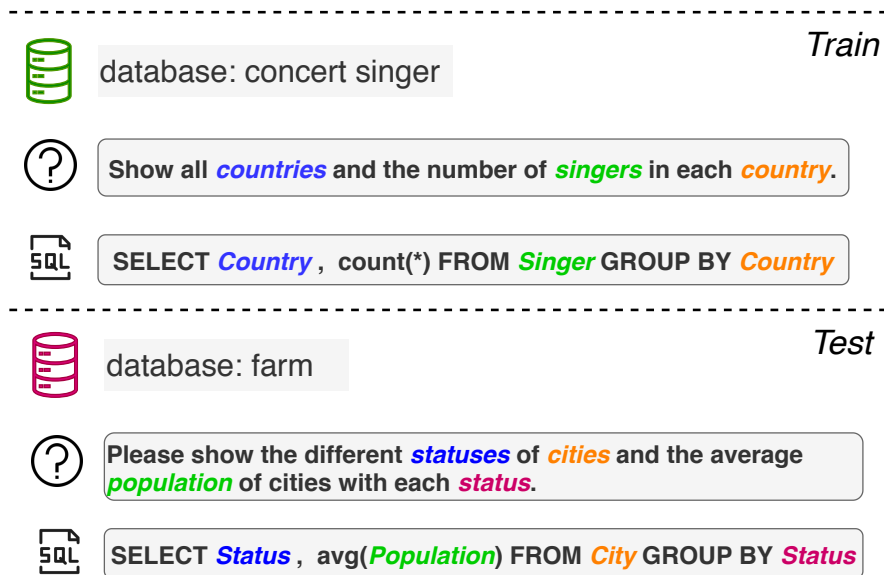 Train
database: concert singer
Show all countries and the number of singers in each country.
SQL
SELECT Country , count(*) FROM Singer GROUP BY Country
Test
database: farm
Please show the different statuses of cities and the average
population of cities with each status.
SQL
SELECT Status , avg(Population) FROM City GROUP BY Status